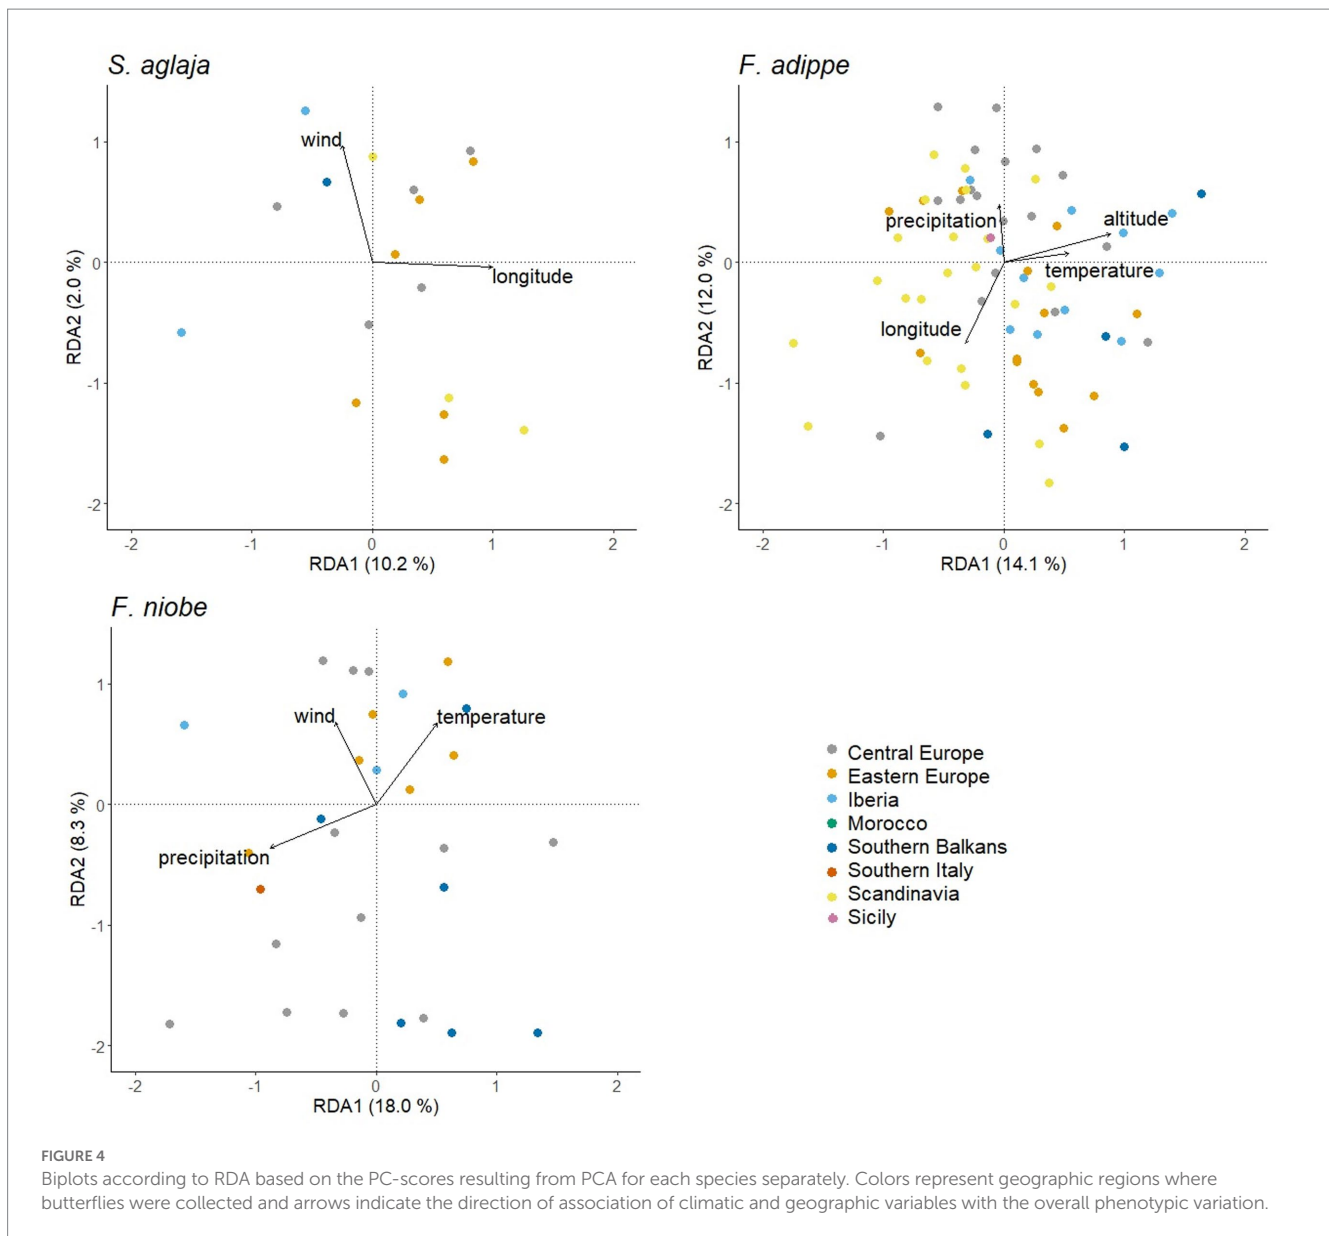 S. aglaja
wind
longitude
RDA2 (2.0 %)
1
0
-1
-2
-2
-1
0
1
2
RDA1 (10.2 %)
F. adippe
precipitation
altitude
temperature
longitude
RDA2 (12.0 %)
1
0
-1
-2
-2
-1
0
1
2
RDA1 (14.1 %)
F. niobe
wind
temperature
precipitation
RDA2 (8.3 %)
1
0
-1
-2
-2
-1
0
1
2
RDA1 (18.0 %)
Central Europe
Eastern Europe
Iberia
Morocco
Southern Balkans
Southern Italy
Scandinavia
Sicily
FIGURE 4
Biplots according to RDA based on the PC-scores resulting from PCA for each species separately. Colors represent geographic regions where
butterflies were collected and arrows indicate the direction of association of climatic and geographic variables with the overall phenotypic variation.